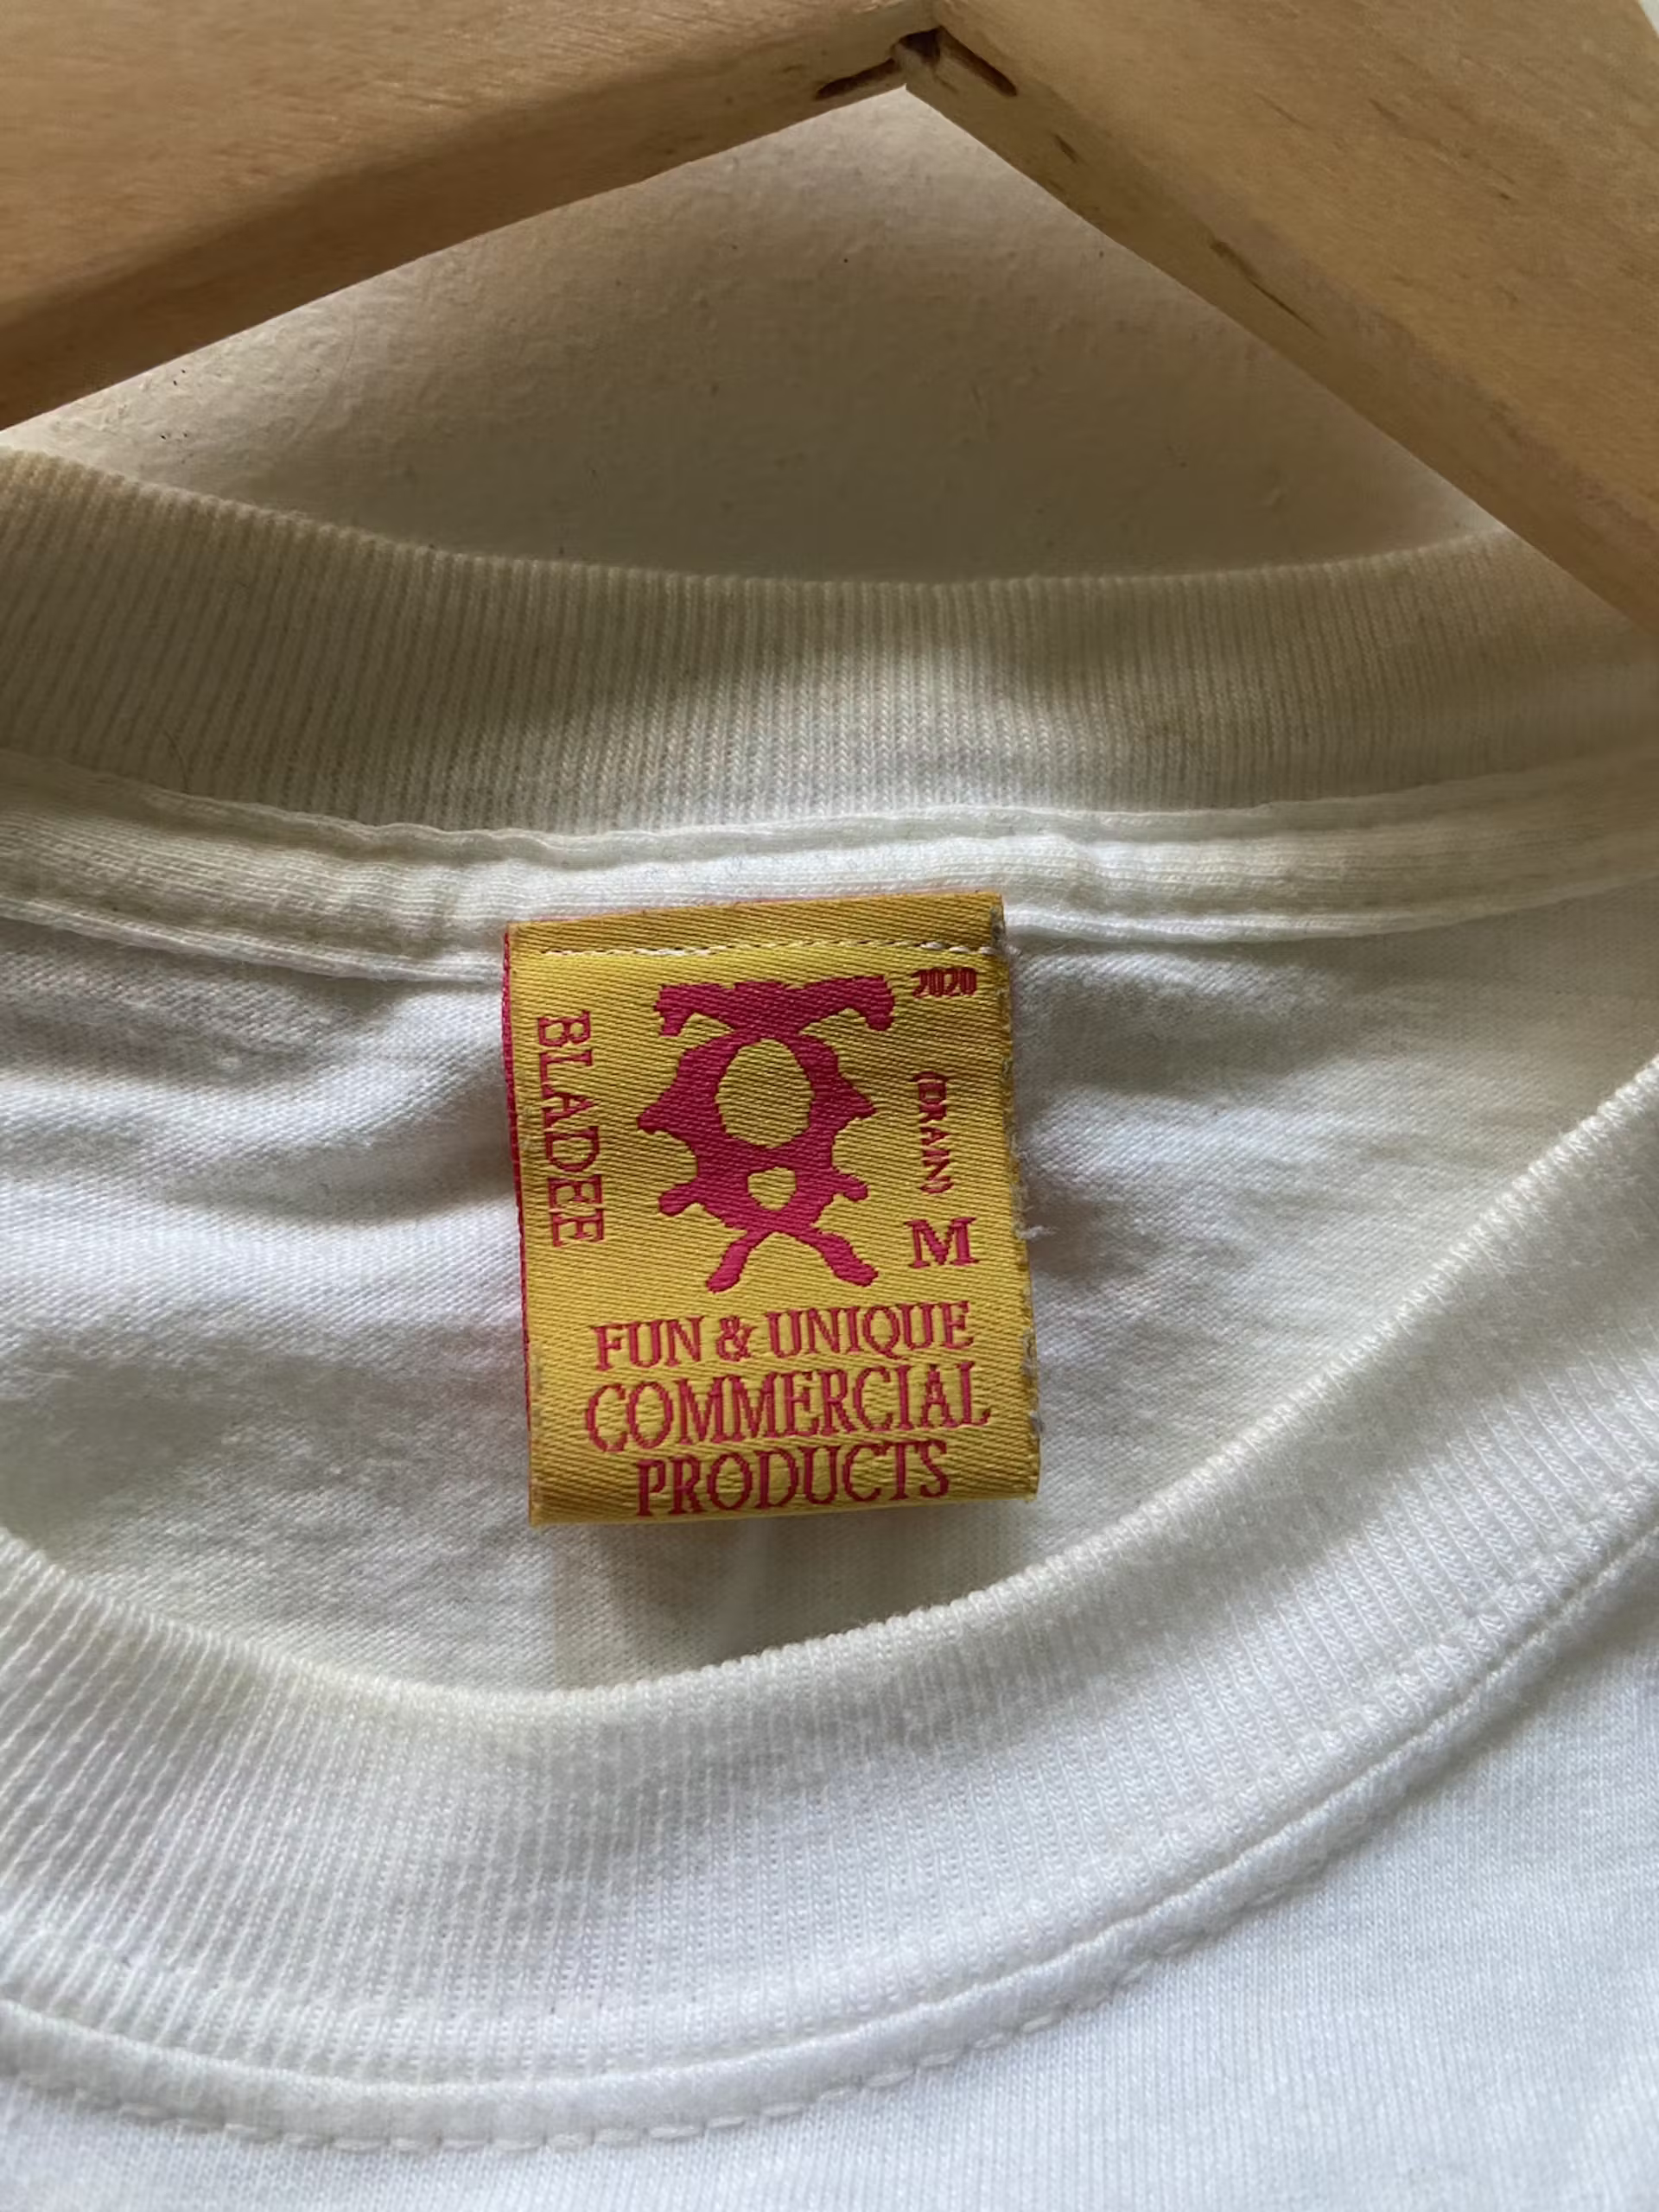 2020
BLADEE
(DRAIN)
M
FUN & UNIQUE
COMMERCIAL
PRODUCTS